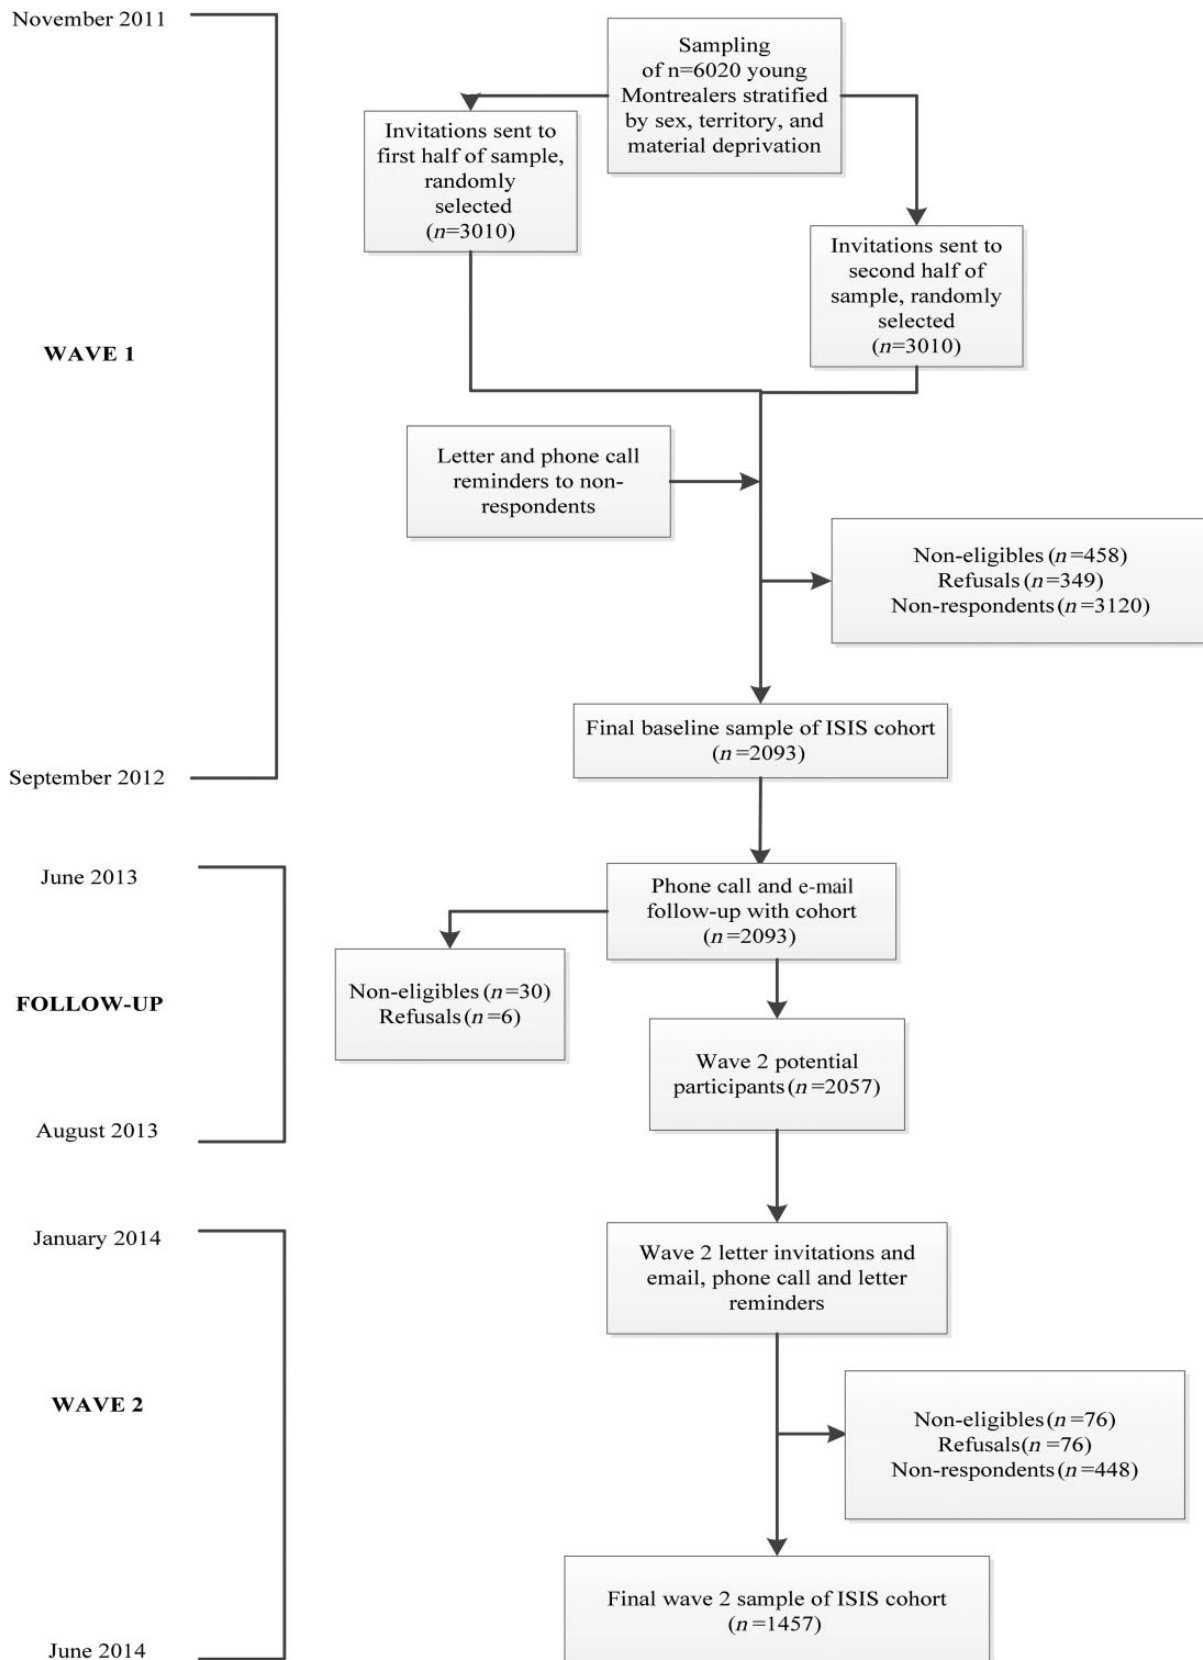 November 2011
Sampling
of n=6020 young
Montrealers stratified
by sex, territory, and
material deprivation
Invitations sent to
first half of sample,
randomly
selected
(n=3010)
Invitations sent to
second half of
sample, randomly
selected
(n=3010)
WAVE 1
Letter and phone call
reminders to non-
respondents
Non-eligibles (n=458)
Refusals (n=349)
Non-respondents (n=3120)
Final baseline sample of ISIS cohort
(n=2093)
September 2012
June 2013
Phone call and e-mail
follow-up with cohort
(n=2093)
FOLLOW-UP
Non-eligibles (n=30)
Refusals (n=6)
Wave 2 potential
participants (n=2057)
August 2013
January 2014
Wave 2 letter invitations and
email, phone call and letter
reminders
WAVE 2
Non-eligibles (n=76)
Refusals (n=76)
Non-respondents (n=448)
Final wave 2 sample of ISIS cohort
(n=1457)
June 2014